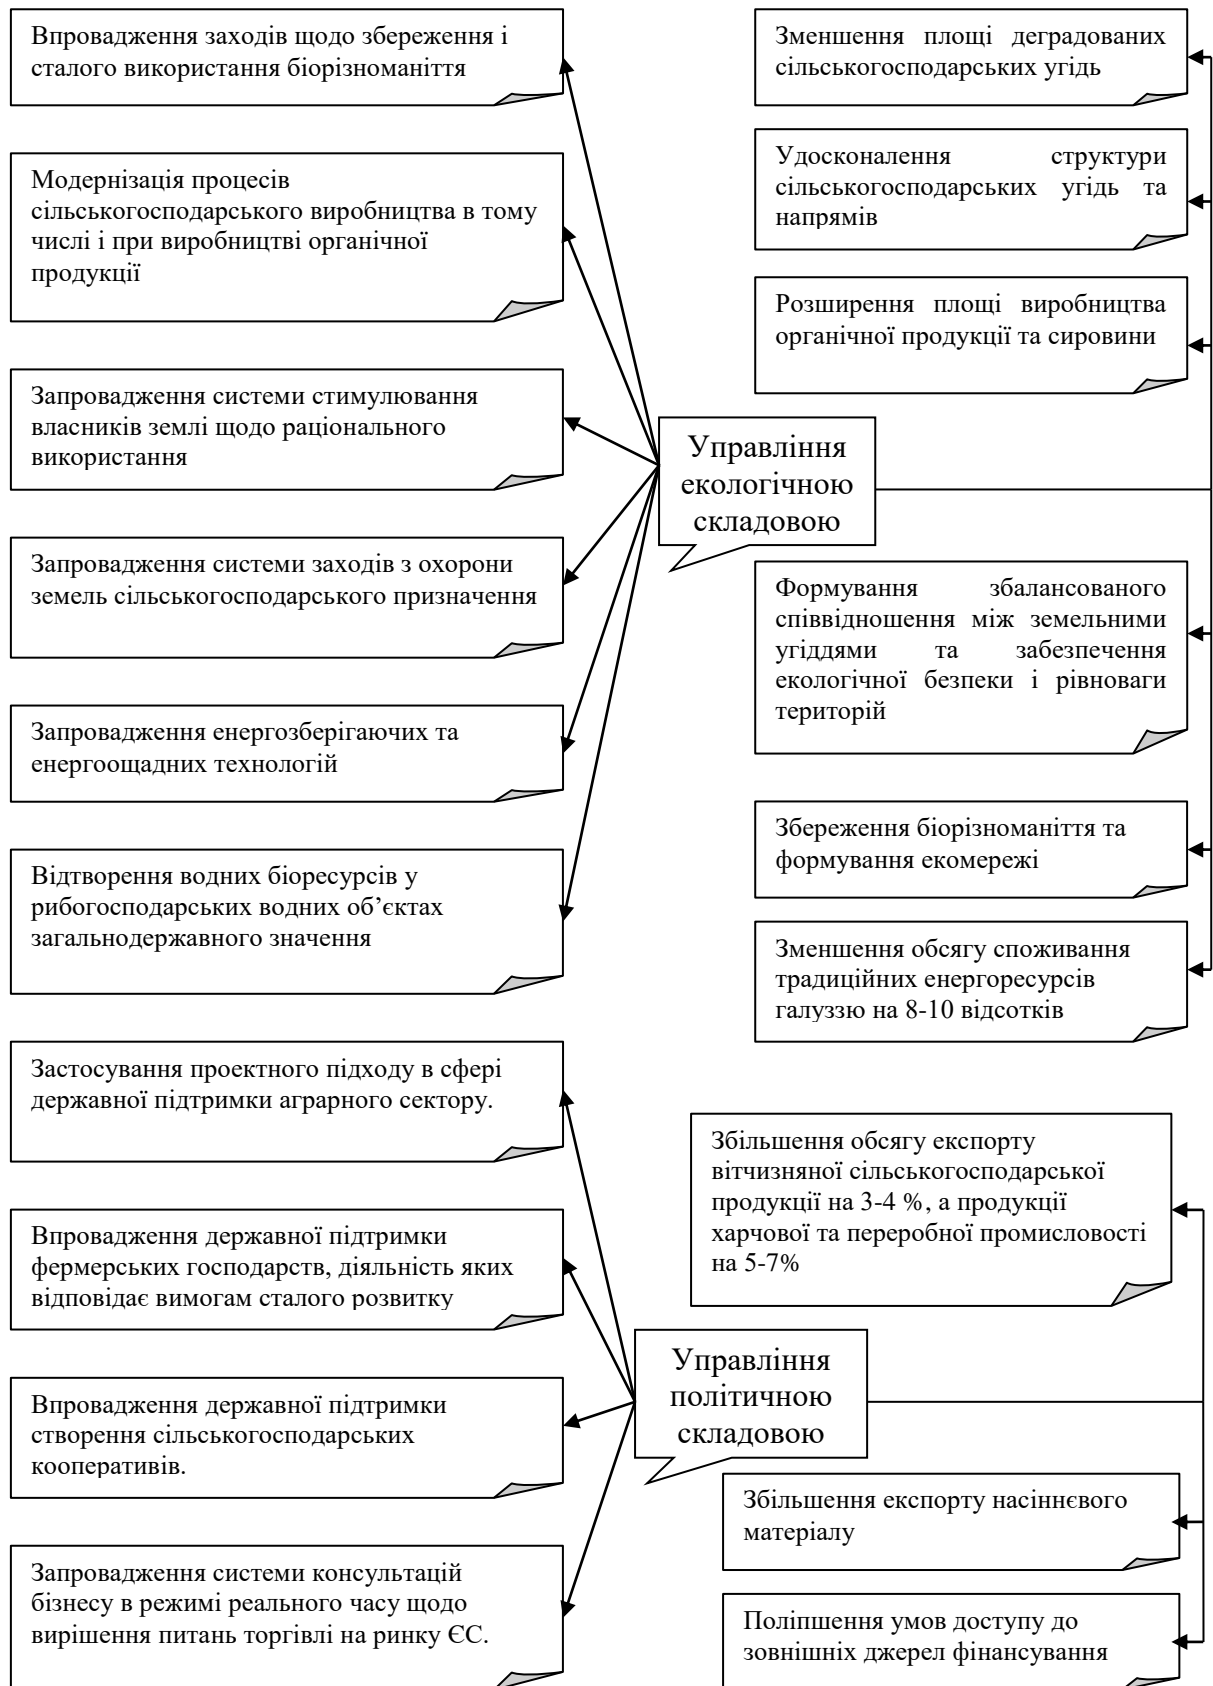 Впровадження заходів щодо збереження і
сталого використання біорізноманіття
Модернізація процесів
сільськогосподарського виробництва в тому
числі і при виробництві органічної
продукції
Запровадження системи стимулювання
власників землі щодо раціонального
використання
Запровадження системи заходів з охорони
земель сільськогосподарського призначення
Запровадження енергозберігаючих та
енергоощадних технологій
Відтворення водних біоресурсів у
рибогосподарських водних об’єктах
загальнодержавного значення
Управління
екологічною
складовою
Зменшення площі деградованих
сільськогосподарських угідь
Удосконалення структури
сільськогосподарських угідь та
напрямів
Розширення площі виробництва
органічної продукції та сировини
Формування збалансованого
співвідношення між земельними
угіддями та забезпечення
екологічної безпеки і рівноваги
територій
Збереження біорізноманіття та
формування екомережі
Зменшення обсягу споживання
традиційних енергоресурсів
галуззю на 8-10 відсотків
Застосування проектного підходу в сфері
державної підтримки аграрного сектору.
Впровадження державної підтримки
фермерських господарств, діяльність яких
відповідає вимогам сталого розвитку
Впровадження державної підтримки
створення сільськогосподарських
кооперативів.
Запровадження системи консультацій
бізнесу в режимі реального часу щодо
вирішення питань торгівлі на ринку ЄС.
Управління
політичною
складовою
Збільшення обсягу експорту
вітчизняної сільськогосподарської
продукції на 3-4 %, а продукції
харчової та переробної промисловості
на 5-7%
Збільшення експорту насіннєвого
матеріалу
Поліпшення умов доступу до
зовнішніх джерел фінансування